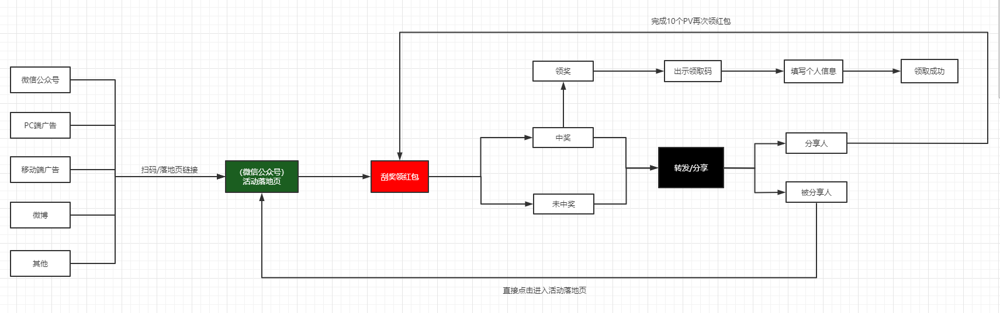 完成10个PV再次领红包
微信公众号
PC端广告
移动端广告
微博
其他
扫码/落地页链接
（微信公众号）
活动落地页
刮奖领红包
领奖
出示领取码
填写个人信息
领取成功
中奖
未中奖
转发/分享
分享人
被分享人
直接点击进入活动落地页